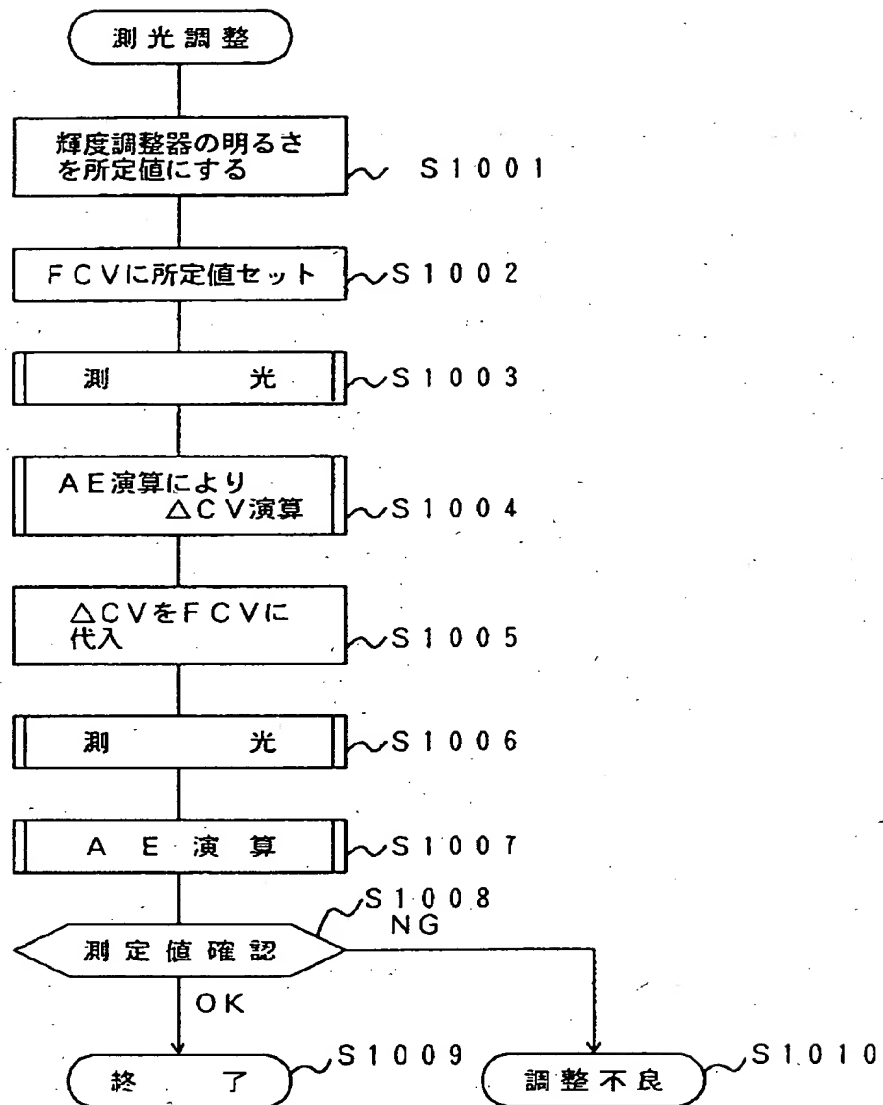 測光調整
輝度調整器の明るさ
を所定値にする
S1001
FCVに所定値セット
S1002
測光
S1003
AE演算により
△CV演算
S1004
△CVをFCVに
代入
S1005
測光
S1006
AE演算
S1007
S1008
NG
測定値確認
OK
終了
S1009
調整不良
S1010